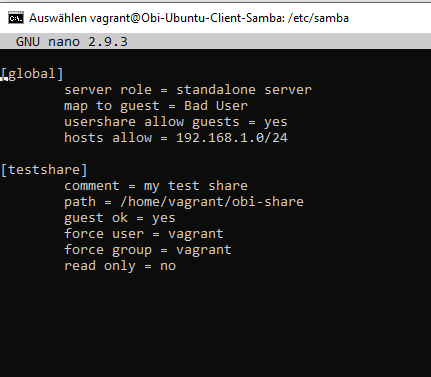 Auswählen vagrant@Obi-Ubuntu-Client-Samba: /etc/samba
GNU nano 2.9.3
[global]
server role = standalone server
map to guest = Bad User
usershare allow guests = yes
hosts allow = 192.168.1.0/24
[testshare]
comment = my test share
path = /home/vagrant/obi-share
guest ok = yes
force user = vagrant
force group = vagrant
read only = no